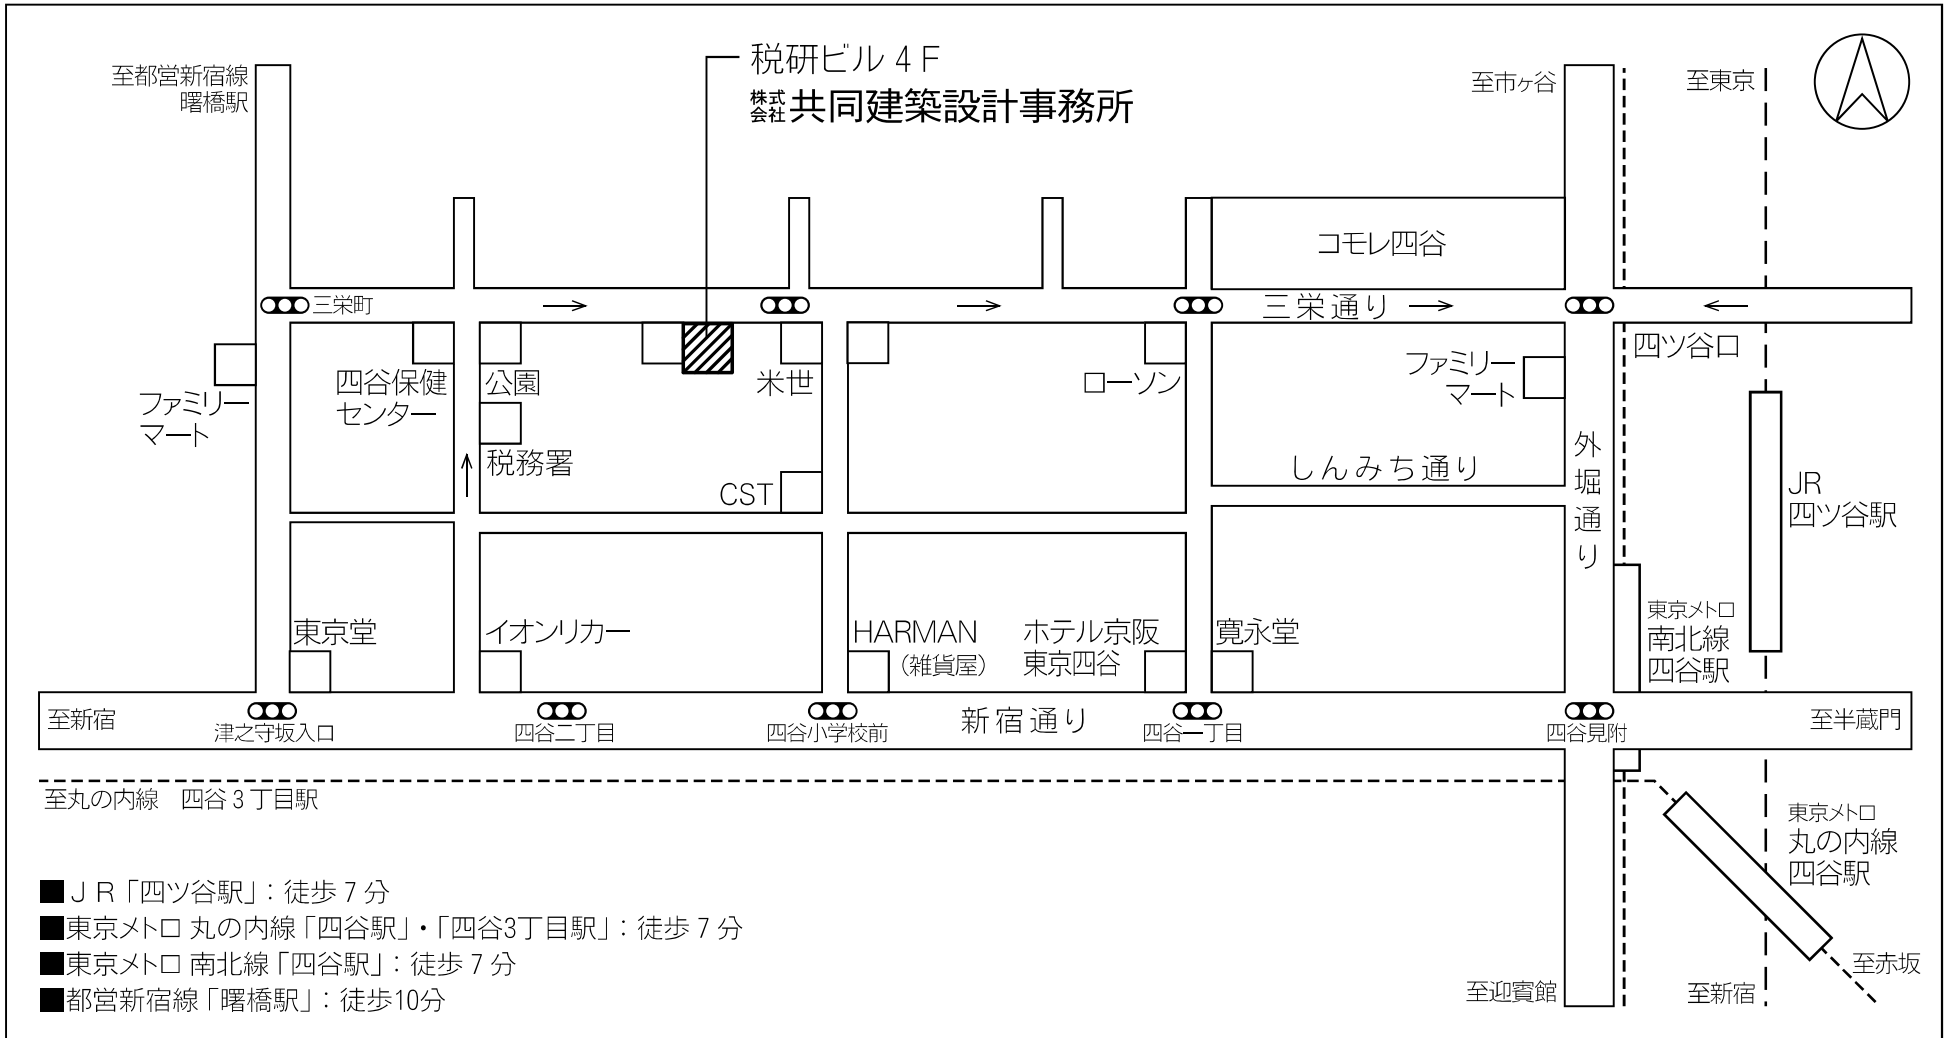 税研ビル 4 F
株式会社共同建築設計事務所
至都営新宿線
曙橋駅
至市ヶ谷
至東京
コモレ四谷
三栄町
三栄通り
四ツ谷口
ファミリー
マート
四谷保健
センター
公園
税務署
米世
CST
ローソン
ファミリー
マート
しんみち通り
外堀通り
JR
四ツ谷駅
東京メトロ
南北線
四谷駅
東京堂
イオンリカー
HARMAN
(雑貨屋)
ホテル京阪
東京四谷
寛永堂
至新宿
津之守坂入口
四谷二丁目
四谷小学校前
新宿通り
四谷一丁目
四谷見附
至半蔵門
至丸の内線 四谷 3 丁目駅
東京メトロ
丸の内線
四谷駅
至赤坂
至迎賓館
至新宿
■ＪＲ「四ツ谷駅」：徒歩 7 分
■東京メトロ 丸の内線「四谷駅」・「四谷3丁目駅」：徒歩 7 分
■東京メトロ 南北線「四谷駅」：徒歩 7 分
■都営新宿線「曙橋駅」：徒歩10分